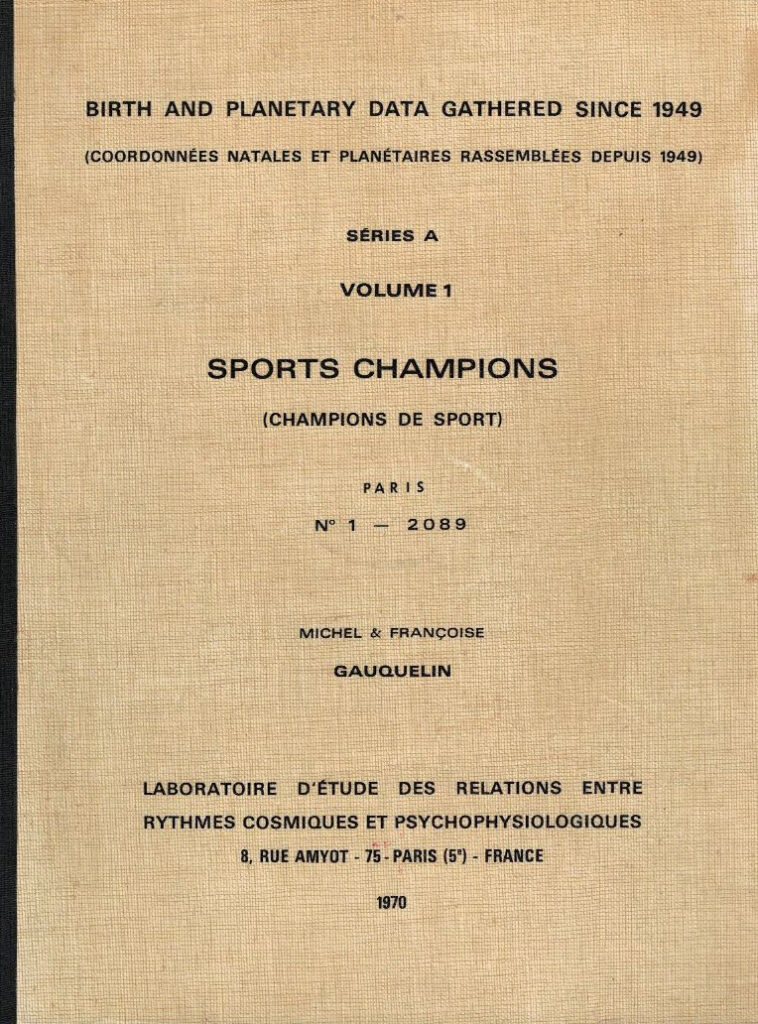 BIRTH AND PLANETARY DATA GATHERED SINCE 1949
(COORDONNÉES NATALES ET PLANÉTAIRES RASSEMBLÉES DEPUIS 1949)
SÉRIES A
VOLUME 1
SPORTS CHAMPIONS
(CHAMPIONS DE SPORT)
PARIS
N° 1 — 2089
MICHEL & FRANÇOISE
GAUQUELIN
LABORATOIRE D'ÉTUDE DES RELATIONS ENTRE
RYTHMES COSMIQUES ET PSYCHOPHYSIOLOGIQUES
8, RUE AMYOT - 75 - PARIS (5e) - FRANCE
1970